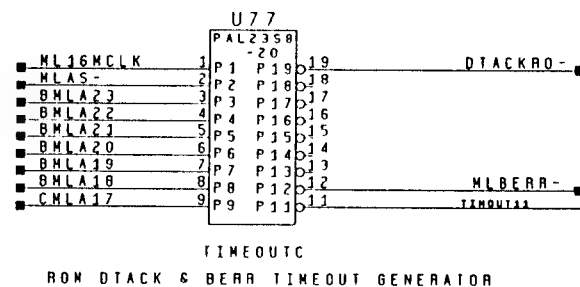 U77
PAL23S8
-20
ML16MCLK 1 P1 P19 19 DTACKRO-
MLAS- 2 P2 P18 18
BMLA23 3 P3 P17 17
BMLA22 4 P4 P16 16
BMLA21 5 P5 P15 15
BMLA20 6 P6 P14 14
BMLA19 7 P7 P13 13
BMLA18 8 P8 P12 12 MLBERR-
CMLA17 9 P9 P11 11 TIMOUT11
TIMEOUTC
ROM DTACK & BERR TIMEOUT GENERATOR